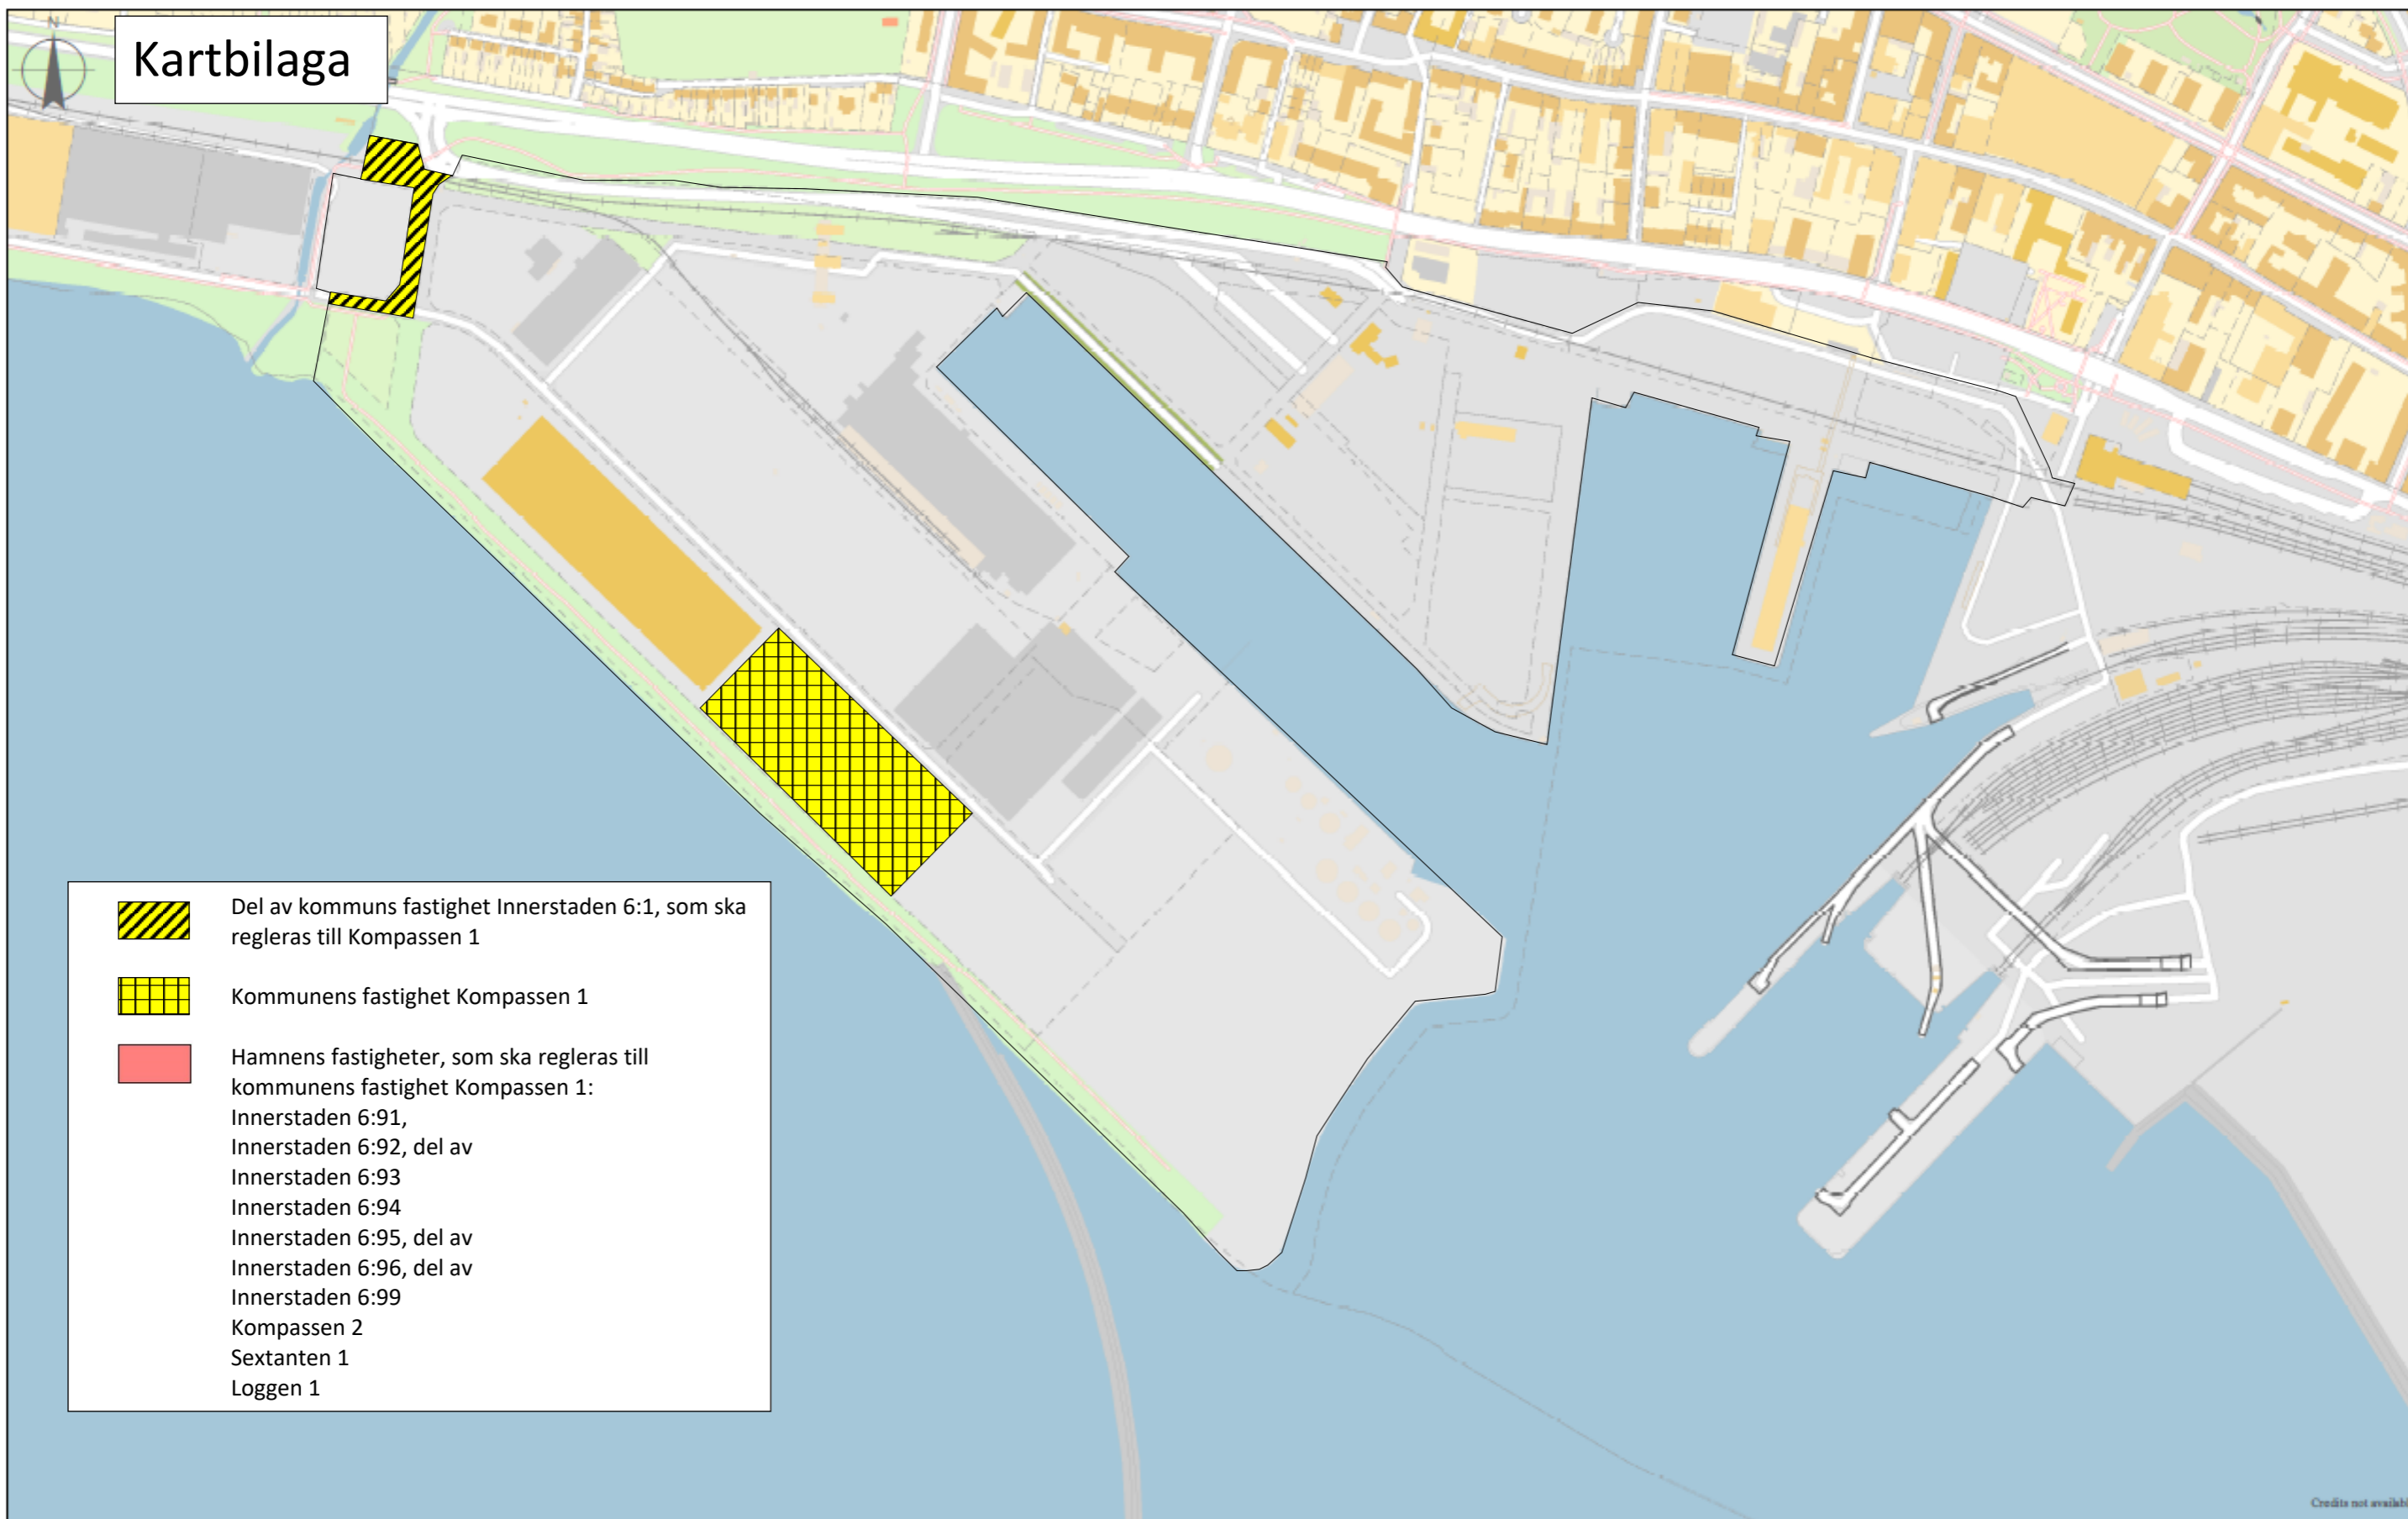 N
Kartbilaga
Del av kommuns fastighet Innerstaden 6:1, som ska
regleras till Kompassen 1
Kommunens fastighet Kompassen 1
Hamnens fastigheter, som ska regleras till
kommunens fastighet Kompassen 1:
Innerstaden 6:91,
Innerstaden 6:92, del av
Innerstaden 6:93
Innerstaden 6:94
Innerstaden 6:95, del av
Innerstaden 6:96, del av
Innerstaden 6:99
Kompassen 2
Sextanten 1
Loggen 1
Credits not availabl